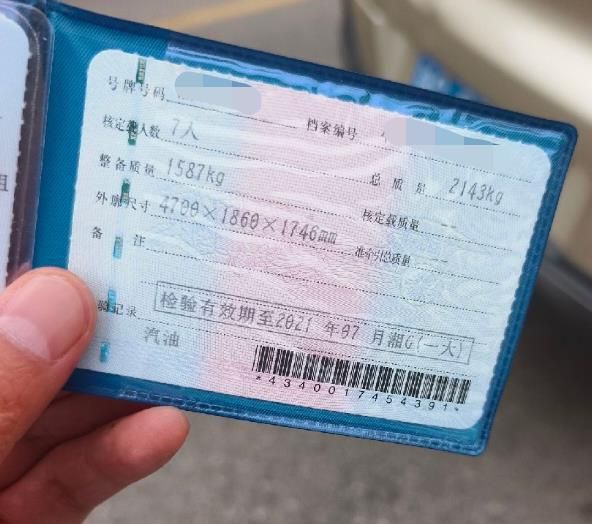 号牌号码 档案编号
核定载人数 7人
总质量 2143kg
整备质量 1587kg
核定载质量 --
外廓尺寸 4700×1860×1746mm
准牵引总质量 --
备注
检验记录 检验有效期至2021年07月湘G(一大)
汽油
*4340017454391*
组